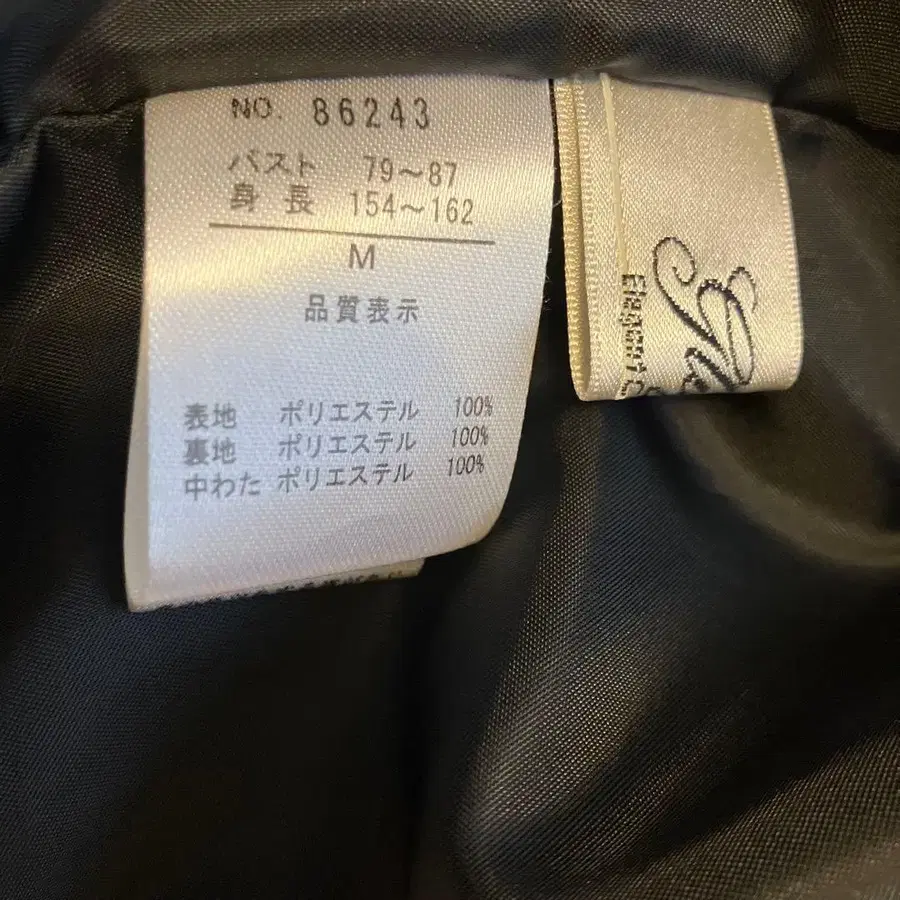 NO. 86243
バスト 79～87
身長 154～162
M
品質表示
表地 ポリエステル 100%
裏地 ポリエステル 100%
中わた ポリエステル 100%
Elegant